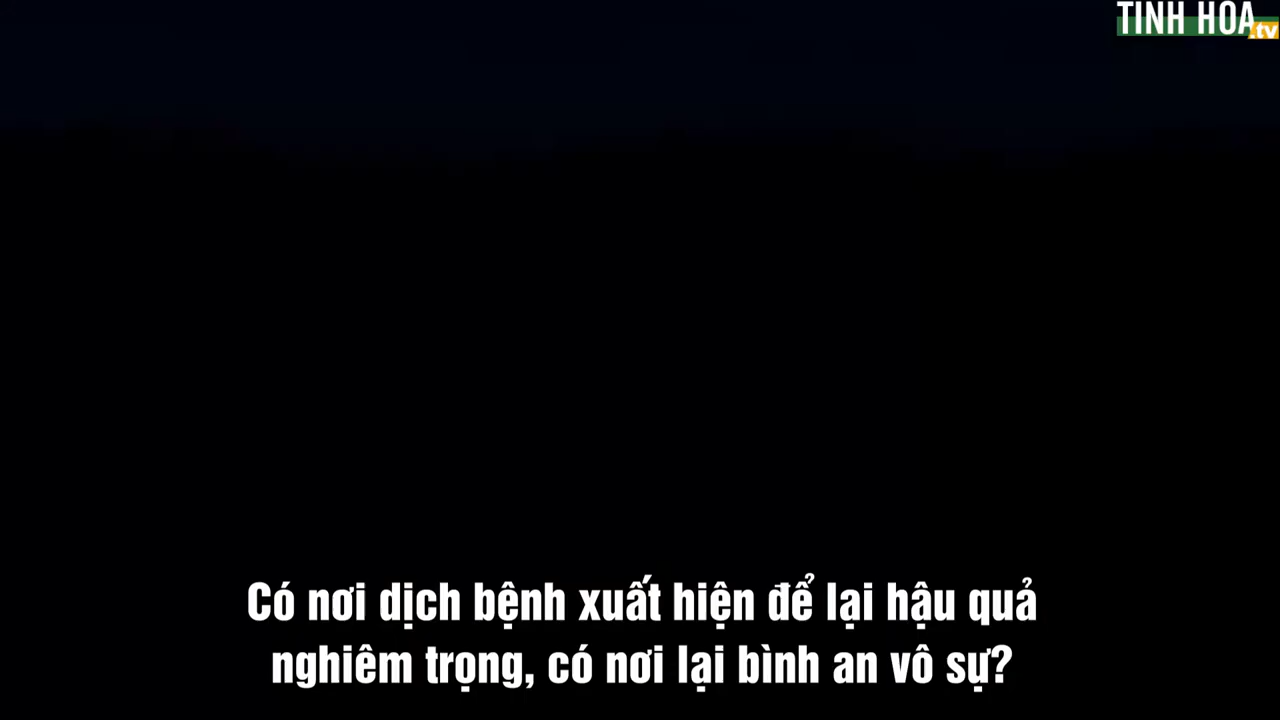 TINH HOA
.tv
Có nơi dịch bệnh xuất hiện để lại hậu quả
nghiêm trọng, có nơi lại bình an vô sự?